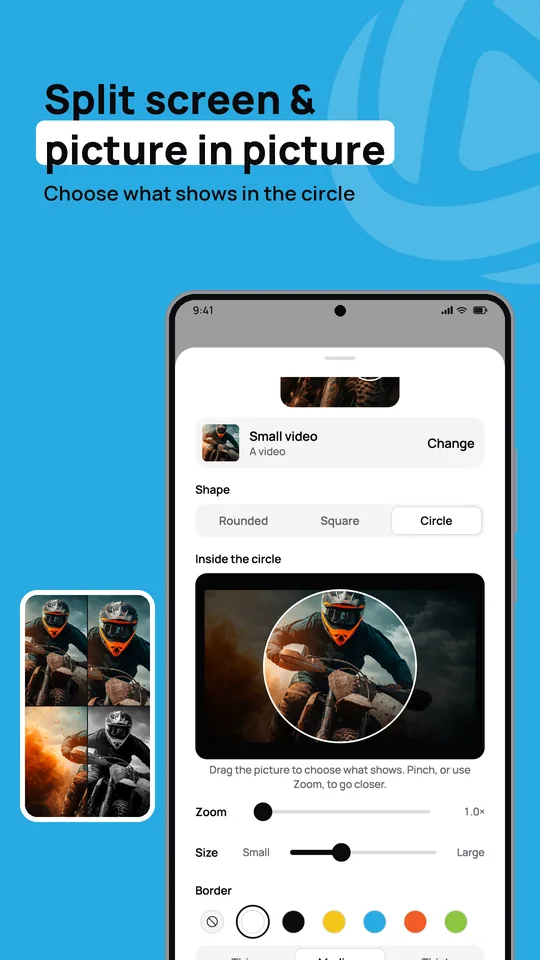 Split screen &
picture in picture
Choose what shows in the circle
9:41
Small video
A video
Change
Shape
Rounded
Square
Circle
Inside the circle
Drag the picture to choose what shows. Pinch, or use
Zoom, to go closer.
Zoom
1.0×
Size
Small
Large
Border